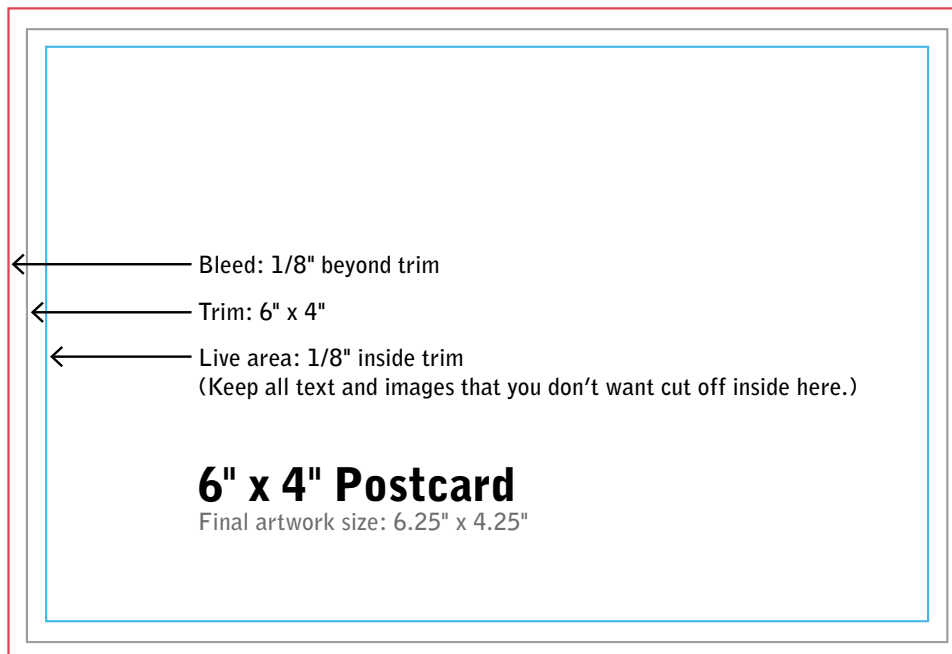 Bleed: 1/8" beyond trim
Trim: 6" x 4"
Live area: 1/8" inside trim
(Keep all text and images that you don’t want cut off inside here.)
6" x 4" Postcard
Final artwork size: 6.25" x 4.25"